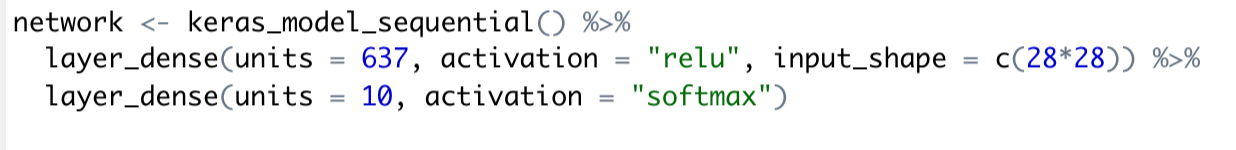 network <- keras_model_sequential() %>%
layer_dense(units = 637, activation = "relu", input_shape = c(28*28)) %>%
layer_dense(units = 10, activation = "softmax")